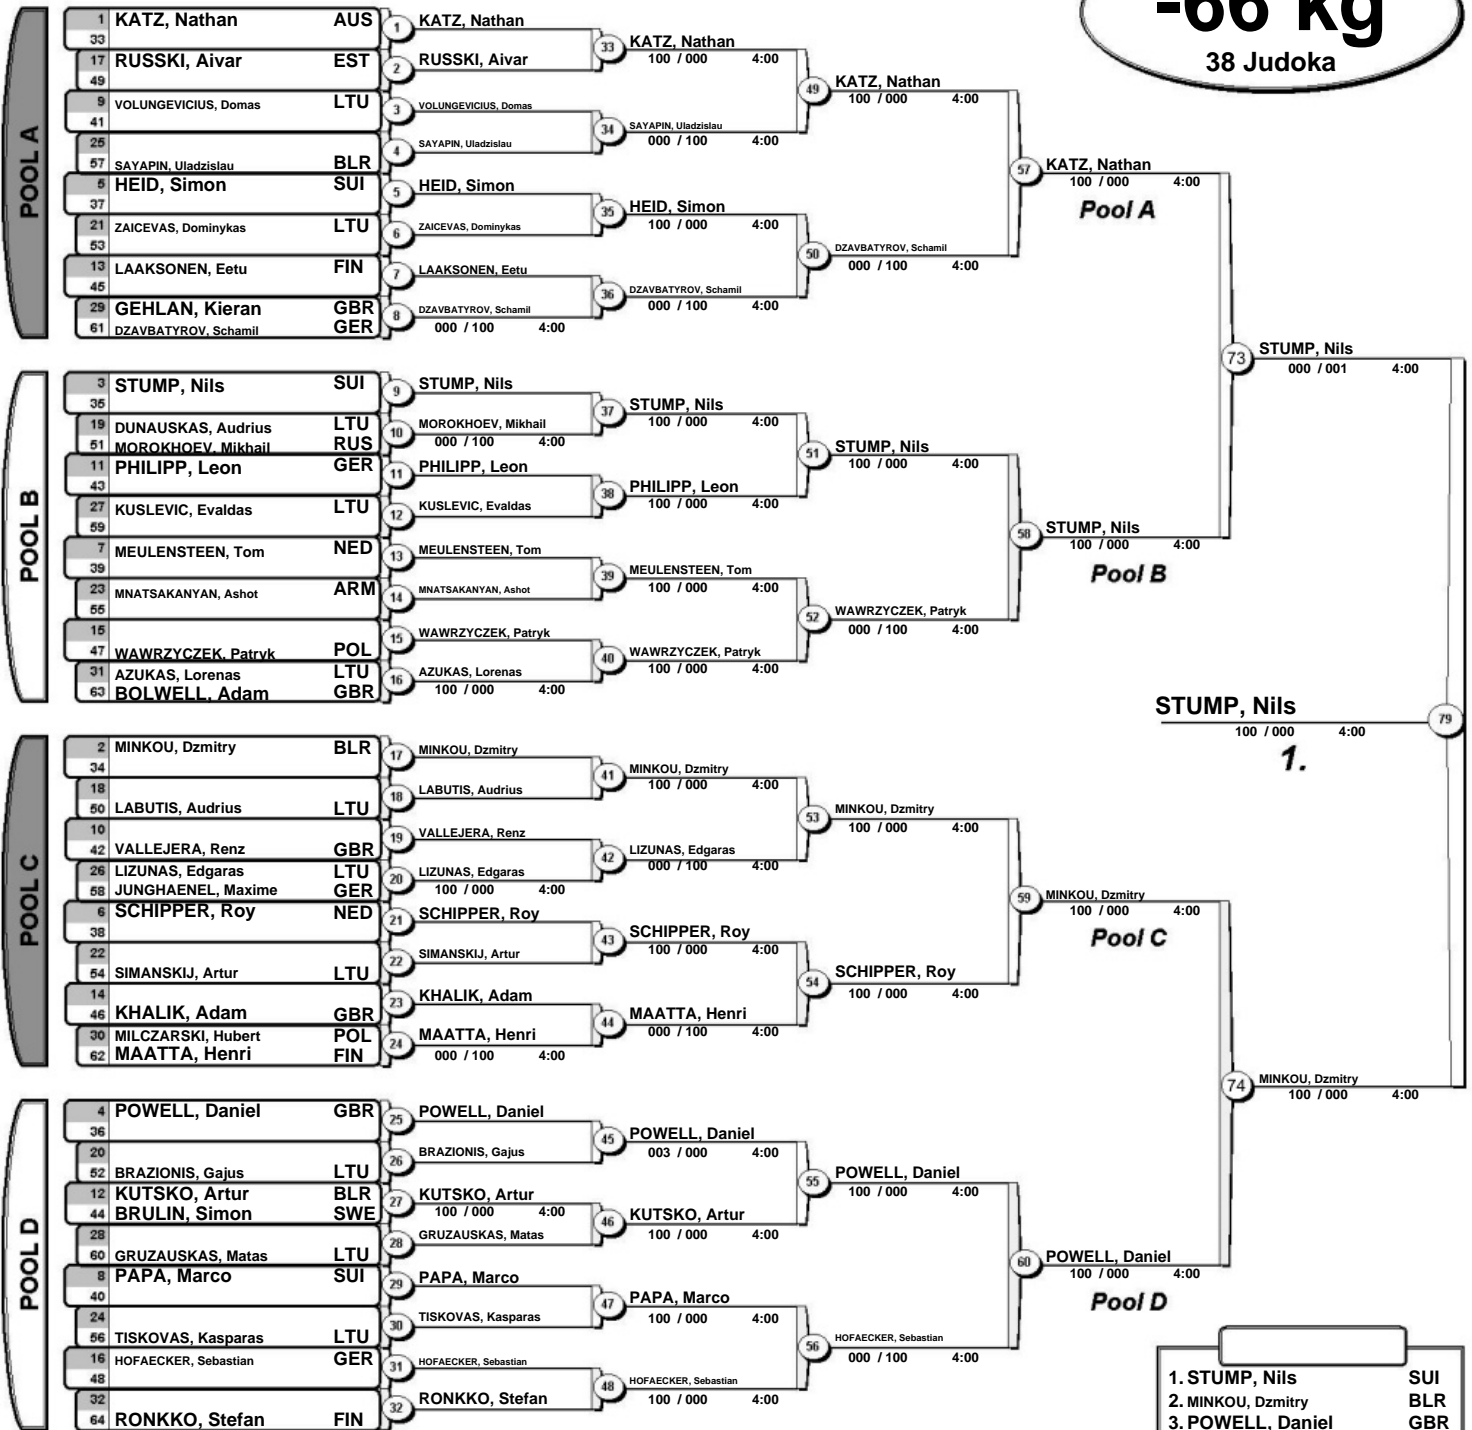 -66 kg
38 Judoka
POOL A
1 KATZ, Nathan AUS
33
17 RUSSKI, Aivar EST
49
9 VOLUNGEVICIUS, Domas LTU
41
25
57 SAYAPIN, Uladzislau BLR
5 HEID, Simon SUI
37
21 ZAICEVAS, Dominykas LTU
53
13 LAAKSONEN, Eetu FIN
45
29 GEHLAN, Kieran GBR
61 DZAVBATYROV, Schamil GER
1 KATZ, Nathan
2 RUSSKI, Aivar
3 VOLUNGEVICIUS, Domas
4 SAYAPIN, Uladzislau
5 HEID, Simon
6 ZAICEVAS, Dominykas
7 LAAKSONEN, Eetu
8 DZAVBATYROV, Schamil
000 / 100 4:00
33 KATZ, Nathan
100 / 000 4:00
34 SAYAPIN, Uladzislau
000 / 100 4:00
35 HEID, Simon
100 / 000 4:00
36 DZAVBATYROV, Schamil
000 / 100 4:00
49 KATZ, Nathan
100 / 000 4:00
50 DZAVBATYROV, Schamil
000 / 100 4:00
57 KATZ, Nathan
100 / 000 4:00
Pool A
POOL B
3 STUMP, Nils SUI
35
19 DUNAUSKAS, Audrius LTU
51 MOROKHOEV, Mikhail RUS
11 PHILIPP, Leon GER
43
27 KUSLEVIC, Evaldas LTU
59
7 MEULENSTEEN, Tom NED
39
23 MNATSAKANYAN, Ashot ARM
55
15
47 WAWRZYCZEK, Patryk POL
31 AZUKAS, Lorenas LTU
63 BOLWELL, Adam GBR
9 STUMP, Nils
10 MOROKHOEV, Mikhail
000 / 100 4:00
11 PHILIPP, Leon
12 KUSLEVIC, Evaldas
13 MEULENSTEEN, Tom
14 MNATSAKANYAN, Ashot
15 WAWRZYCZEK, Patryk
16 AZUKAS, Lorenas
100 / 000 4:00
37 STUMP, Nils
100 / 000 4:00
38 PHILIPP, Leon
100 / 000 4:00
39 MEULENSTEEN, Tom
100 / 000 4:00
40 WAWRZYCZEK, Patryk
100 / 000 4:00
51 STUMP, Nils
100 / 000 4:00
52 WAWRZYCZEK, Patryk
000 / 100 4:00
58 STUMP, Nils
100 / 000 4:00
Pool B
73 STUMP, Nils
000 / 001 4:00
STUMP, Nils 79
100 / 000 4:00
1.
POOL C
2 MINKOU, Dzmitry BLR
34
18
50 LABUTIS, Audrius LTU
10
42 VALLEJERA, Renz GBR
26 LIZUNAS, Edgaras LTU
58 JUNGHAENEL, Maxime GER
6 SCHIPPER, Roy NED
38
22
54 SIMANSKIJ, Artur LTU
14
46 KHALIK, Adam GBR
30 MILCZARSKI, Hubert POL
62 MAATTA, Henri FIN
17 MINKOU, Dzmitry
18 LABUTIS, Audrius
19 VALLEJERA, Renz
20 LIZUNAS, Edgaras
100 / 000 4:00
21 SCHIPPER, Roy
22 SIMANSKIJ, Artur
23 KHALIK, Adam
24 MAATTA, Henri
000 / 100 4:00
41 MINKOU, Dzmitry
100 / 000 4:00
42 LIZUNAS, Edgaras
000 / 100 4:00
43 SCHIPPER, Roy
100 / 000 4:00
44 MAATTA, Henri
000 / 100 4:00
53 MINKOU, Dzmitry
100 / 000 4:00
54 SCHIPPER, Roy
100 / 000 4:00
59 MINKOU, Dzmitry
100 / 000 4:00
Pool C
74 MINKOU, Dzmitry
100 / 000 4:00
POOL D
4 POWELL, Daniel GBR
36
20
52 BRAZIONIS, Gajus LTU
12 KUTSKO, Artur BLR
44 BRULIN, Simon SWE
28
60 GRUZAUSKAS, Matas LTU
8 PAPA, Marco SUI
40
24
56 TISKOVAS, Kasparas LTU
16 HOFAECKER, Sebastian GER
48
32
64 RONKKO, Stefan FIN
25 POWELL, Daniel
26 BRAZIONIS, Gajus
27 KUTSKO, Artur
100 / 000 4:00
28 GRUZAUSKAS, Matas
29 PAPA, Marco
30 TISKOVAS, Kasparas
31 HOFAECKER, Sebastian
32 RONKKO, Stefan
45 POWELL, Daniel
003 / 000 4:00
46 KUTSKO, Artur
100 / 000 4:00
47 PAPA, Marco
100 / 000 4:00
48 HOFAECKER, Sebastian
100 / 000 4:00
55 POWELL, Daniel
100 / 000 4:00
56 HOFAECKER, Sebastian
000 / 100 4:00
60 POWELL, Daniel
100 / 000 4:00
Pool D
1. STUMP, Nils SUI
2. MINKOU, Dzmitry BLR
3. POWELL, Daniel GBR